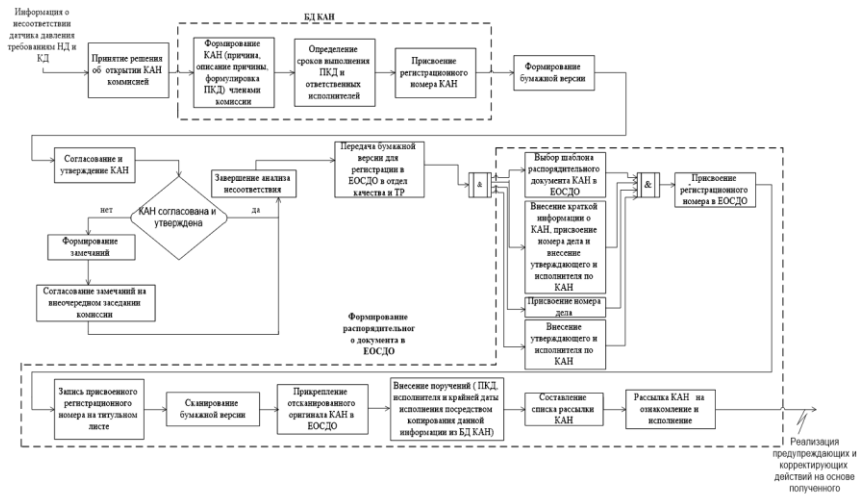 Информация о
несоответствии
датчика давления
требованиям НД и
КД
Принятие решения
об открытии КАН
коммисией
БД КАН
Формирование
КАН (причина,
описание причины,
формулировка
ПКД) членами
комиссии
Определение
сроков выполнения
ПКД и
ответственных
исполнителей
Присвоение
регистрационного
номера КАН
Формирование
бумажной версии
Согласование и
утверждение КАН
КАН согласована и
утверждена
нет
да
Формирование
замечаний
Согласование замечаний на
внеочередном заседании
комиссии
Завершение анализа
несоответствия
Передача бумажной
версии для
регистрации в
ЕОСДО в отдел
качества и ТР
&
Выбор шаблона
распорядительного
документа КАН в
ЕОСДО
Внесение краткой
информации о
КАН, присвоение
номера дела и
внесение
утверждающего и
исполнителя по
КАН
Присвоение номера
дела
Внесение
утверждающего и
исполнителя по
КАН
&
Присвоение
регистрационного
номера в ЕОСДО
Формирование
распорядительног
о документа в
ЕОСДО
Запись присвоенного
регистрационного
номера на титульном
листе
Сканирование
бумажной версии
Прикрепление
отсканированного
оригинала КАН в
ЕОСДО
Внесение поручений ( ПКД,
исполнителя и крайней даты
исполнения посредством
копирования данной
информации из БД КАН)
Составление
списка рассылки
КАН
Рассылка КАН на
ознакомление и
исполнение
Реализация
предупреждающих и
корректирующих
действий на основе
полученного